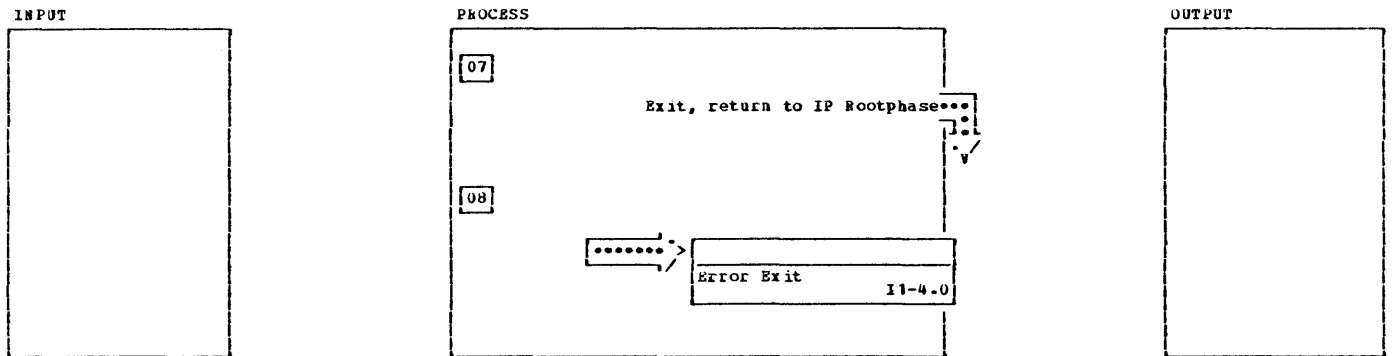 INPUT
PROCESS
OUTPUT
07
Exit, return to IP Rootphase
08
Error Exit
I1-4.0